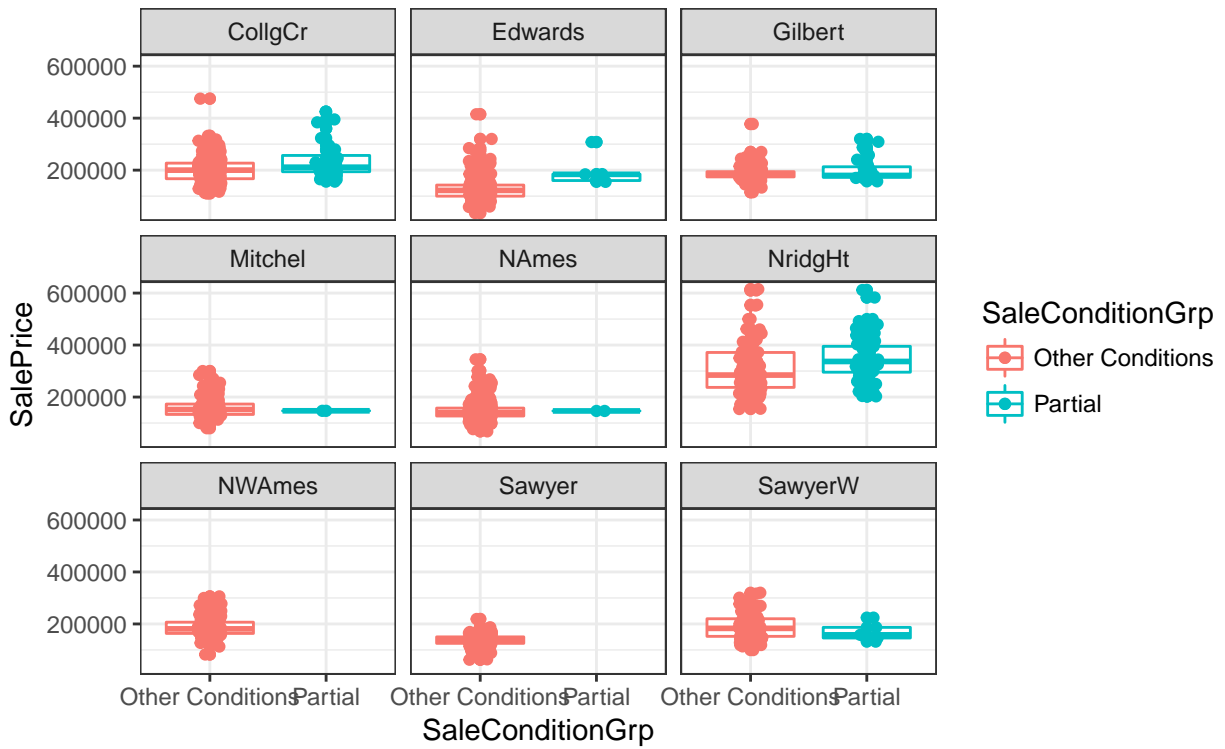 CollgCr Edwards Gilbert
600000
400000
200000
Mitchel NAmes NridgHt
600000
400000
200000
NWAmes Sawyer SawyerW
600000
400000
200000
Other Conditions Partial Other Conditions Partial Other Conditions Partial
SaleConditionGrp
SalePrice
SaleConditionGrp
Other Conditions
Partial